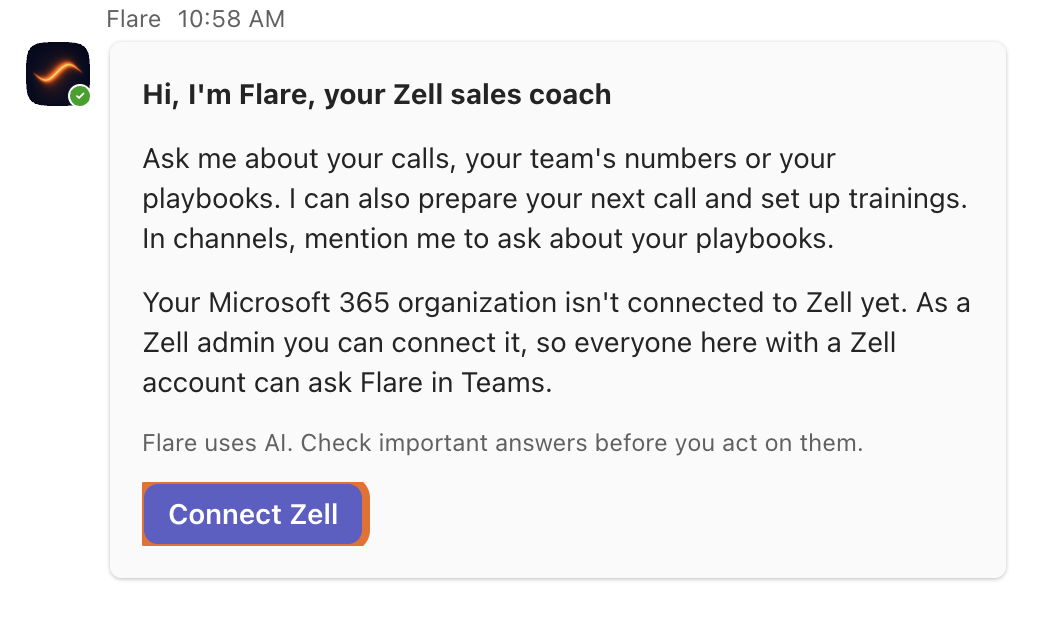 Flare 10:58 AM
Hi, I'm Flare, your Zell sales coach
Ask me about your calls, your team's numbers or your
playbooks. I can also prepare your next call and set up trainings.
In channels, mention me to ask about your playbooks.
Your Microsoft 365 organization isn't connected to Zell yet. As a
Zell admin you can connect it, so everyone here with a Zell
account can ask Flare in Teams.
Flare uses AI. Check important answers before you act on them.
Connect Zell